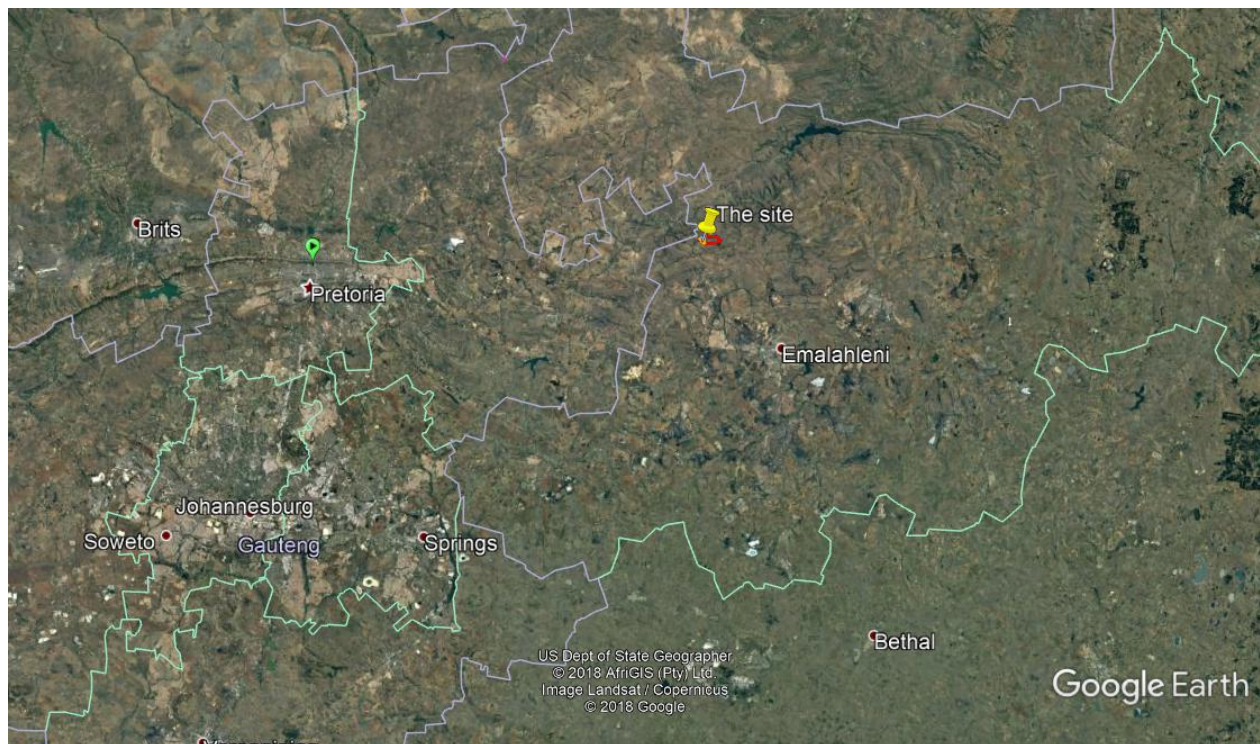 The site
Brits
Pretoria
Emalahleni
Johannesburg
Soweto
Gauteng
Springs
Bethal
US Dept of State Geographer
© 2018 AfriGIS (Pty) Ltd.
Image Landsat / Copernicus
© 2018 Google
Google Earth